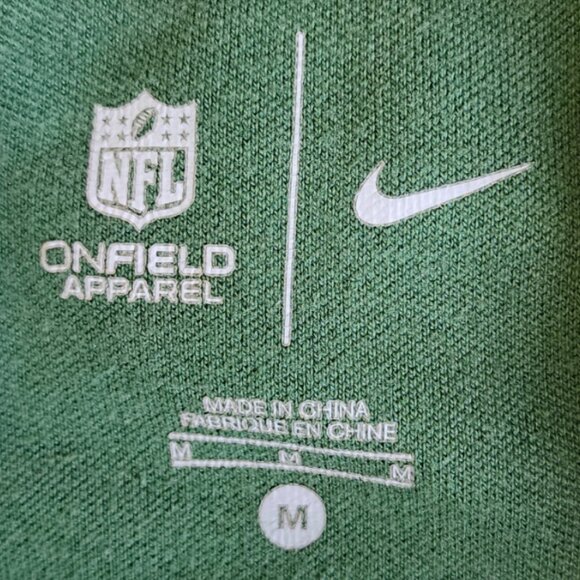 NFL
ONFIELD
APPAREL
MADE IN CHINA
FABRIQUE EN CHINE
M M M
M